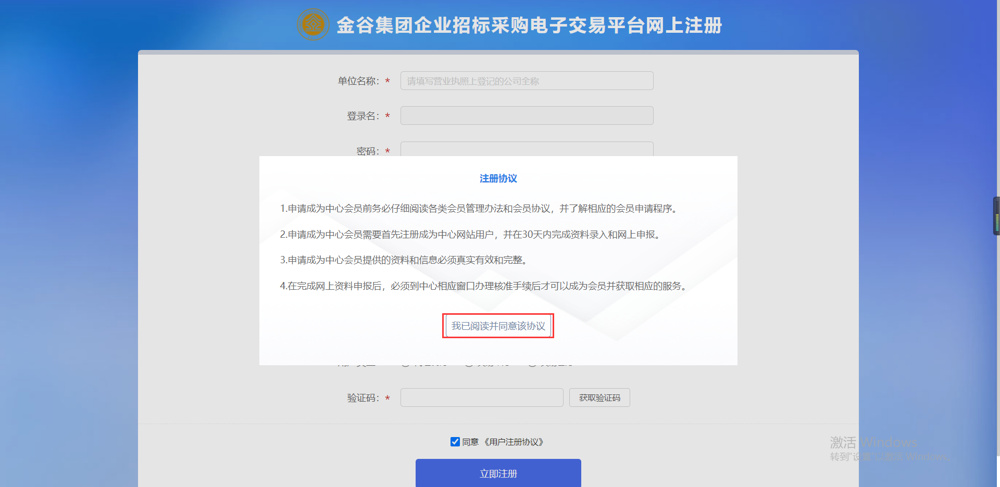 金谷集团企业招标采购电子交易平台网上注册
单位名称：* 请填写营业执照上登记的公司全称
登录名：*
密码：*
注册协议
1.申请成为中心会员前务必仔细阅读各类会员管理办法和会员协议，并了解相应的会员申请程序。
2.申请成为中心会员需要首先注册成为中心网站用户，并在30天内完成资料录入和网上申报。
3.申请成为中心会员提供的资料和信息必须真实有效和完整。
4.在完成网上资料申报后，必须到中心相应窗口办理核准手续后才可以成为会员并获取相应的服务。
我已阅读并同意该协议
验证码：* 获取验证码
同意 《用户注册协议》
立即注册
激活 Windows
转到“设置”以激活 Windows。